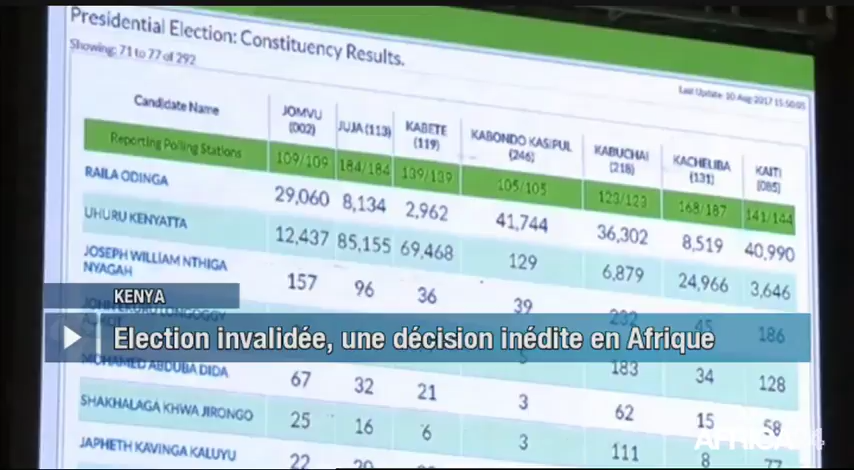 Presidential Election: Constituency Results.
Showing: 71 to 77 of 292
Last Update: 10 Aug 2017 15:50:05
Candidate Name JOMVU (002) JUJA (113) KABETE (119) KABONDO KASIPUL (246) KABUCHAI (218) KACHELIBA (131) KAITI (085)
Reporting Polling Stations 109/109 184/184 139/139 105/105 123/123 168/187 141/144
RAILA ODINGA 29,060 8,134 2,962 41,744 36,302 8,519 40,990
UHURU KENYATTA 12,437 85,155 69,468 129 6,879 24,966 3,646
JOSEPH WILLIAM NTHIGA NYAGAH 157 96 36 39 232 45 186
KENYA
Election invalidée, une décision inédite en Afrique
MOHAMED ABDUBA DIDA 67 32 21 3 183 34 128
SHAKHALAGA KHWA JIRONGO 25 16 6 3 62 15 58
JAPHETH KAVINGA KALUYU 22 20 111 8 77
AFRICA 24